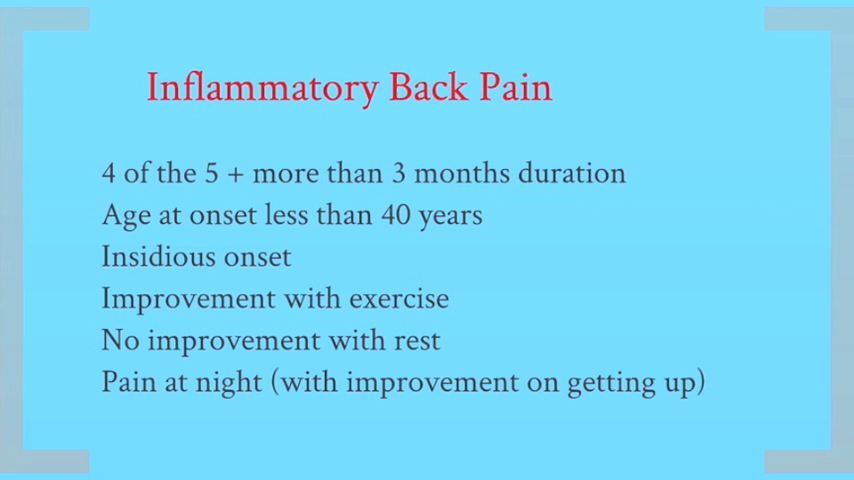 Inflammatory Back Pain
4 of the 5 + more than 3 months duration
Age at onset less than 40 years
Insidious onset
Improvement with exercise
No improvement with rest
Pain at night (with improvement on getting up)